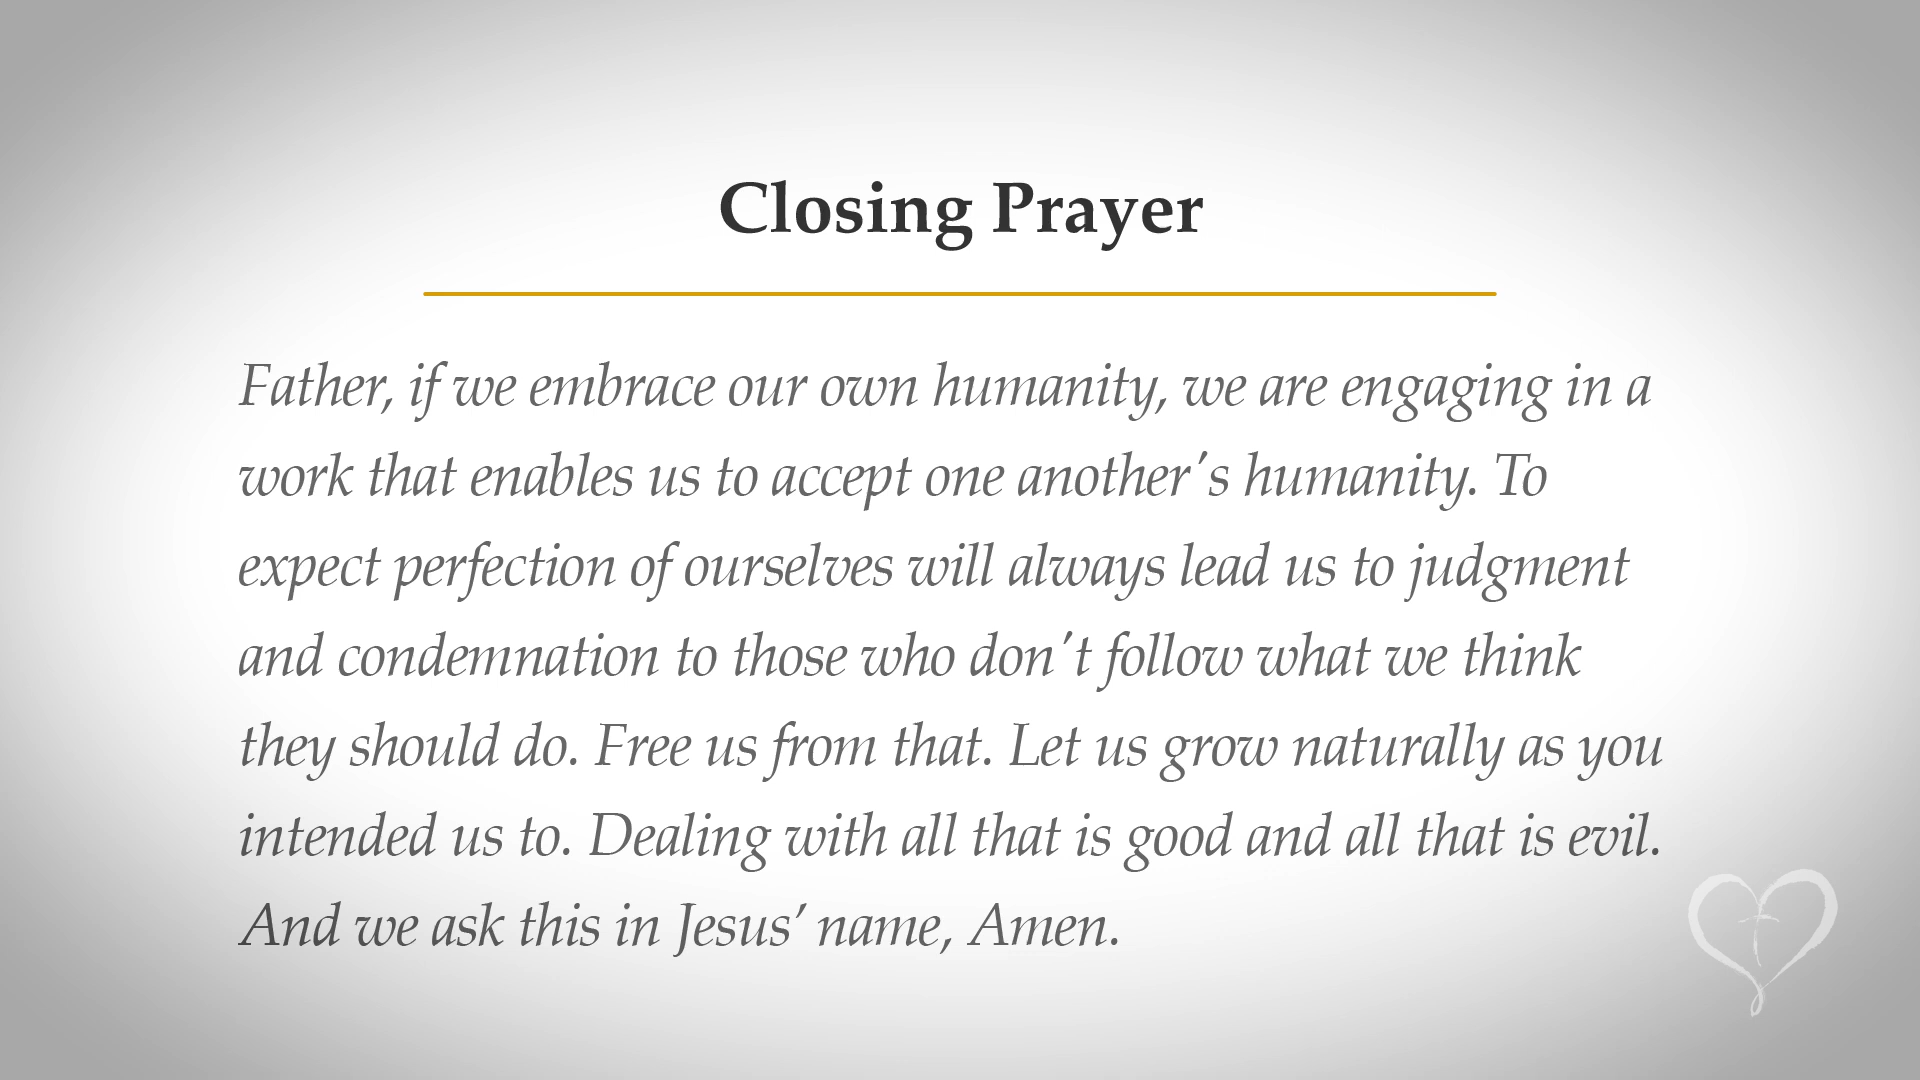 Closing Prayer
Father, if we embrace our own humanity, we are engaging in a
work that enables us to accept one another's humanity. To
expect perfection of ourselves will always lead us to judgment
and condemnation to those who don't follow what we think
they should do. Free us from that. Let us grow naturally as you
intended us to. Dealing with all that is good and all that is evil.
And we ask this in Jesus’ name, Amen.